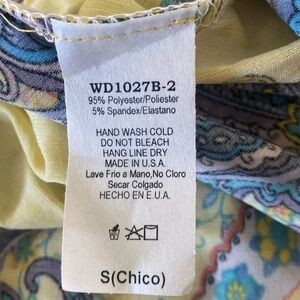 WD1027B-2
95% Polyester/Poliester
5% Spandex/Elastano
HAND WASH COLD
DO NOT BLEACH
HANG LINE DRY
MADE IN U.S.A.
Lave Frio a Mano,No Cloro
Secar Colgado
HECHO EN E.U.A.
S(Chico)